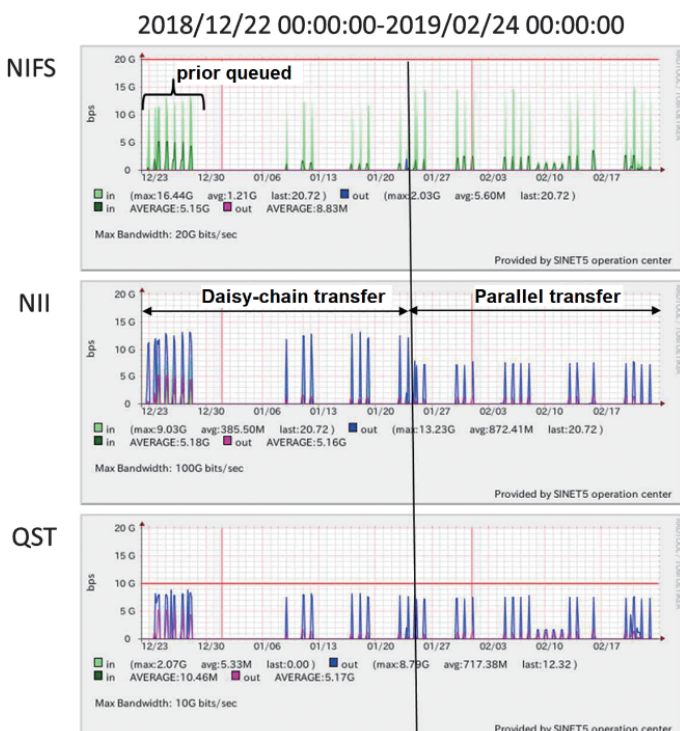 2018/12/22 00:00:00-2019/02/24 00:00:00
NIFS
prior queued
20 G
15 G
10 G
5 G
0
bps
12/23 12/30 01/06 01/13 01/20 01/27 02/03 02/10 02/17
in (max:16.44G avg:1.21G last:20.72 ) out (max:2.03G avg:5.60M last:20.72 )
in AVERAGE:5.15G out AVERAGE:8.83M
Max Bandwidth: 20G bits/sec
Provided by SINET5 operation center
NII
Daisy-chain transfer Parallel transfer
20 G
15 G
10 G
5 G
0
bps
12/23 12/30 01/06 01/13 01/20 01/27 02/03 02/10 02/17
in (max:9.03G avg:385.50M last:20.72 ) out (max:13.23G avg:872.41M last:20.72 )
in AVERAGE:5.18G out AVERAGE:5.16G
Max Bandwidth: 100G bits/sec
Provided by SINET5 operation center
QST
20 G
15 G
10 G
5 G
0
bps
12/23 12/30 01/06 01/13 01/20 01/27 02/03 02/10 02/17
in (max:2.07G avg:5.33M last:0.00 ) out (max:8.79G avg:717.38M last:12.32 )
in AVERAGE:10.46M out AVERAGE:5.17G
Max Bandwidth: 10G bits/sec
Provided by SINET5 operation center